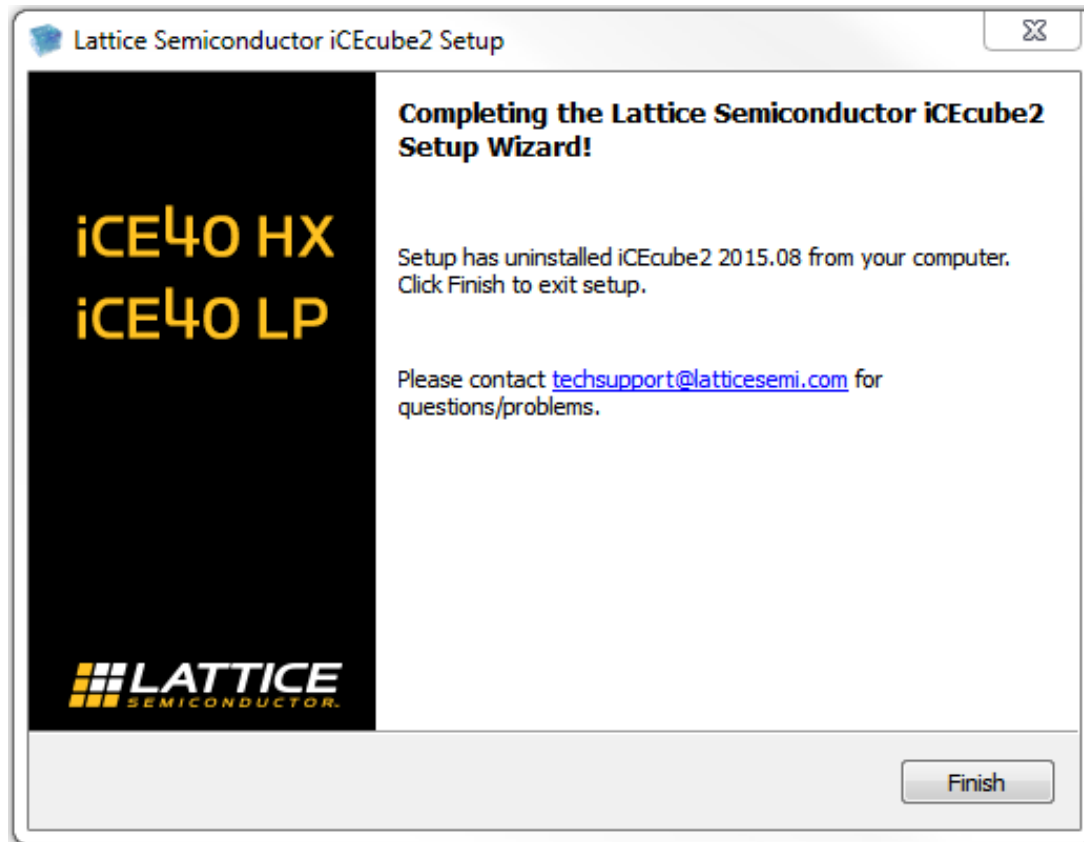 Lattice Semiconductor iCEcube2 Setup
iCE40 HX
iCE40 LP
LATTICE
SEMICONDUCTOR.
Completing the Lattice Semiconductor iCEcube2
Setup Wizard!
Setup has uninstalled iCEcube2 2015.08 from your computer.
Click Finish to exit setup.
Please contact techsupport@latticesemi.com for
questions/problems.
Finish